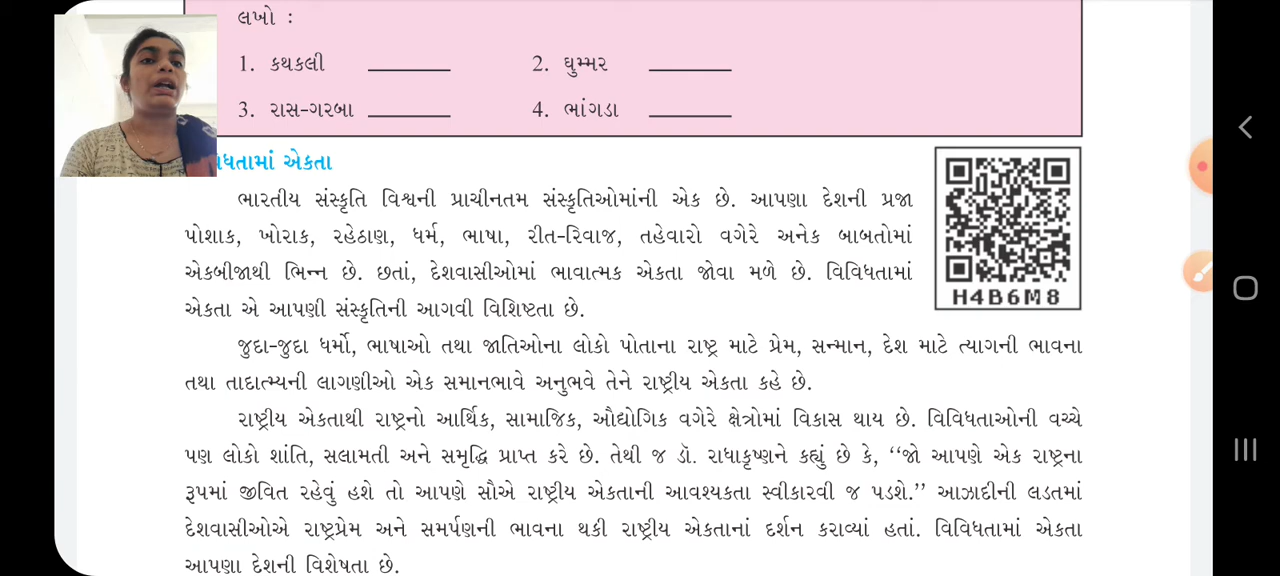 લખો :
1. કથકલી ________ 2. ઘુમ્મર ________
3. રાસ-ગરબા ________ 4. ભાંગડા ________
ધતામાં એકતા
ભારતીય સંસ્કૃતિ વિશ્વની પ્રાચીનતમ સંસ્કૃતિઓમાંની એક છે. આપણા દેશની પ્રજા
પોશાક, ખોરાક, રહેઠાણ, ધર્મ, ભાષા, રીત-રિવાજ, તહેવારો વગેરે અનેક બાબતોમાં
એકબીજાથી ભિન્ન છે. છતાં, દેશવાસીઓમાં ભાવાત્મક એકતા જોવા મળે છે. વિવિધતામાં
એકતા એ આપણી સંસ્કૃતિની આગવી વિશિષ્ટતા છે.
H4B6M8
જુદા-જુદા ધર્મો, ભાષાઓ તથા જાતિઓના લોકો પોતાના રાષ્ટ્ર માટે પ્રેમ, સન્માન, દેશ માટે ત્યાગની ભાવના
તથા તાદાત્મ્યની લાગણીઓ એક સમાનભાવે અનુભવે તેને રાષ્ટ્રીય એકતા કહે છે.
રાષ્ટ્રીય એકતાથી રાષ્ટ્રનો આર્થિક, સામાજિક, ઔદ્યોગિક વગેરે ક્ષેત્રોમાં વિકાસ થાય છે. વિવિધતાઓની વચ્ચે
પણ લોકો શાંતિ, સલામતી અને સમૃદ્ધિ પ્રાપ્ત કરે છે. તેથી જ ડૉ. રાધાકૃષ્ણને કહ્યું છે કે, ‘‘જો આપણે એક રાષ્ટ્રના
રૂપમાં જીવિત રહેવું હશે તો આપણે સૌએ રાષ્ટ્રીય એકતાની આવશ્યકતા સ્વીકારવી જ પડશે.’’ આઝાદીની લડતમાં
દેશવાસીઓએ રાષ્ટ્રપ્રેમ અને સમર્પણની ભાવના થકી રાષ્ટ્રીય એકતાનાં દર્શન કરાવ્યાં હતાં. વિવિધતામાં એકતા
આપણા દેશની વિશેષતા છે.